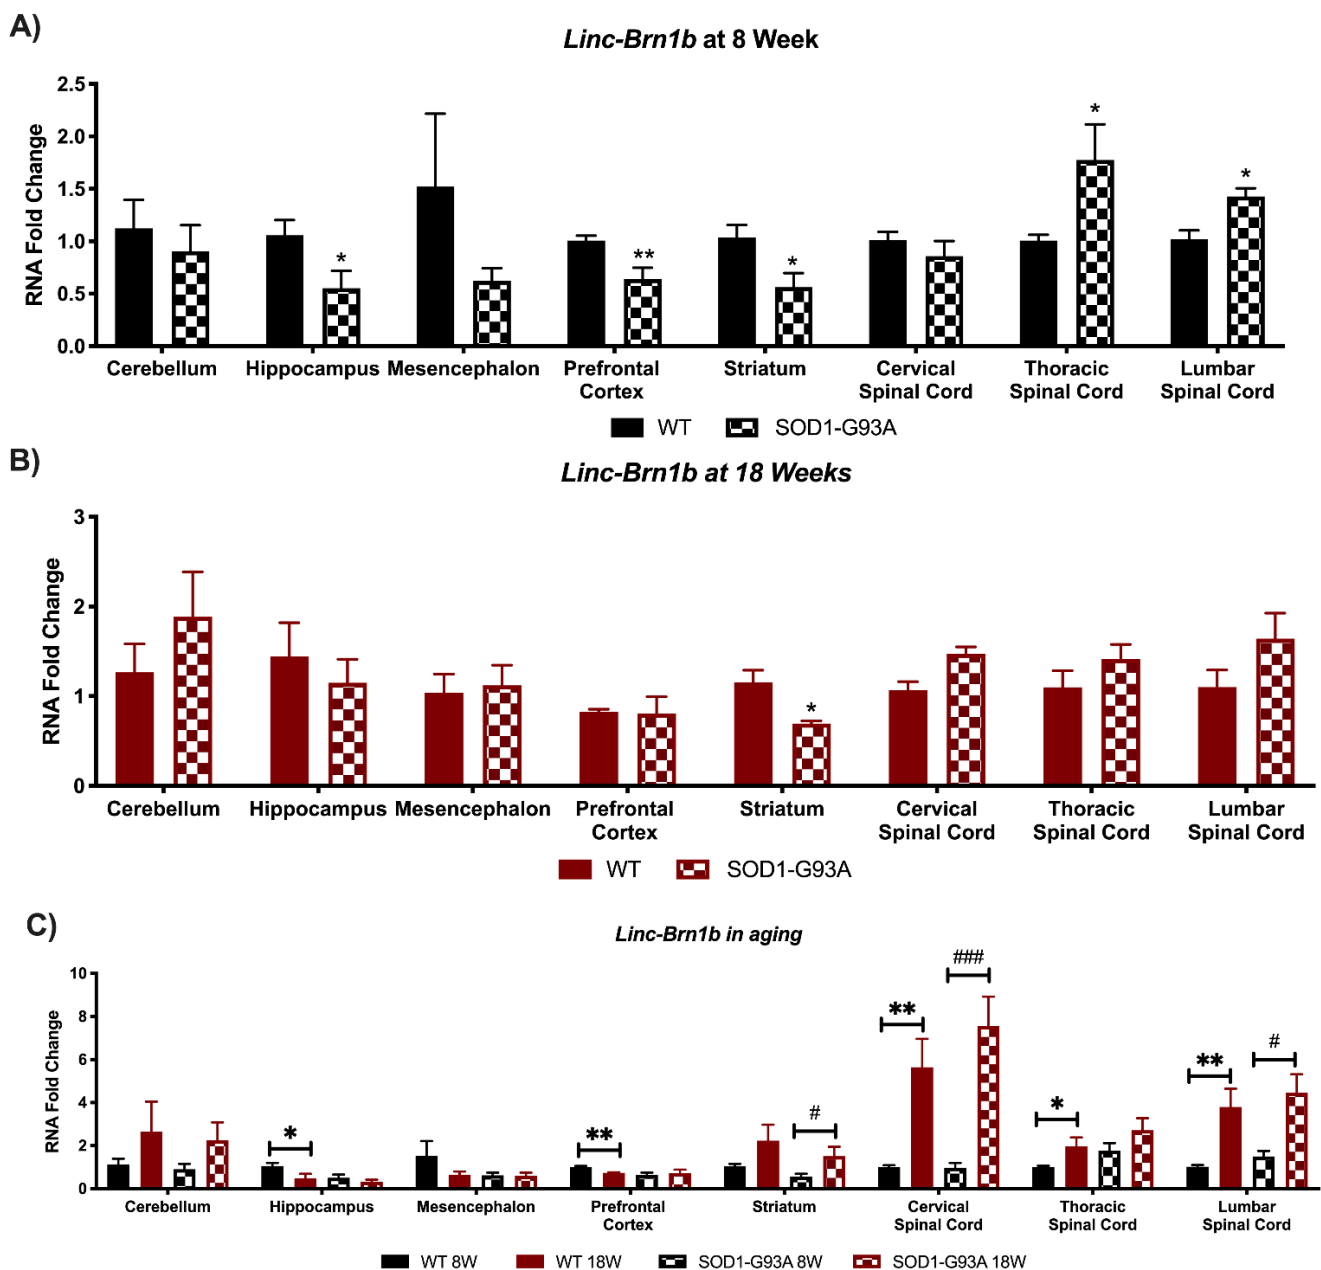 A)
Linc-Brn1b at 8 Week
RNA Fold Change
2.5
2.0
1.5
1.0
0.5
0.0
*
**
*
*
*
Cerebellum Hippocampus Mesencephalon Prefrontal Striatum Cervical Thoracic Lumbar
Cortex Spinal Cord Spinal Cord Spinal Cord
WT SOD1-G93A
B)
Linc-Brn1b at 18 Weeks
RNA Fold Change
3
2
1
0
*
Cerebellum Hippocampus Mesencephalon Prefrontal Striatum Cervical Thoracic Lumbar
Cortex Spinal Cord Spinal Cord Spinal Cord
WT SOD1-G93A
C)
Linc-Brn1b in aging
RNA Fold Change
10
8
6
4
2
0
*
**
#
**
###
*
**
#
Cerebellum Hippocampus Mesencephalon Prefrontal Striatum Cervical Thoracic Lumbar
Cortex Spinal Cord Spinal Cord Spinal Cord
WT 8W WT 18W SOD1-G93A 8W SOD1-G93A 18W